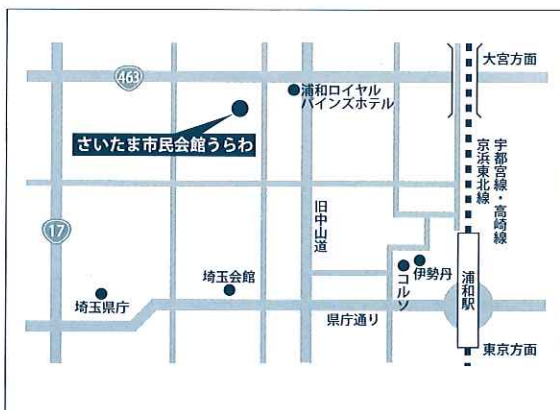 大宮方面
463
浦和ロイヤル
パインズホテル
さいたま市民会館うらわ
宇都宮線・高崎線
京浜東北線
旧中山道
17
伊勢丹
コルソ
浦和駅
埼玉会館
埼玉県庁
県庁通り
東京方面